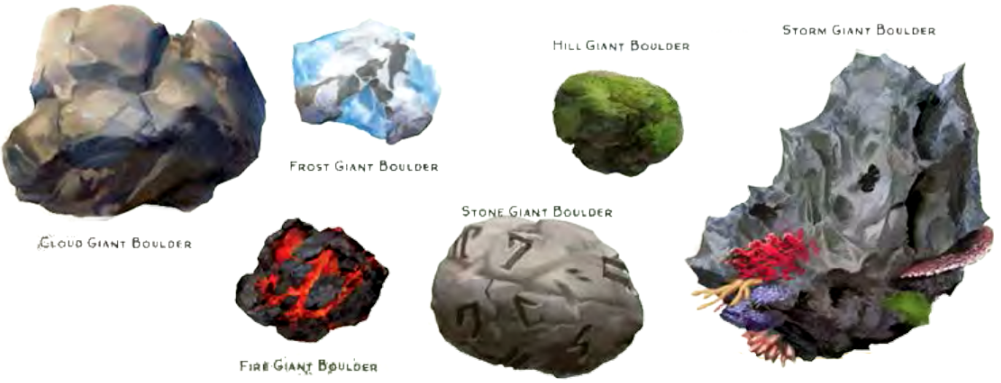 Storm Giant Boulder
Hill Giant Boulder
Frost Giant Boulder
Stone Giant Boulder
Cloud Giant Boulder
Fire Giant Boulder